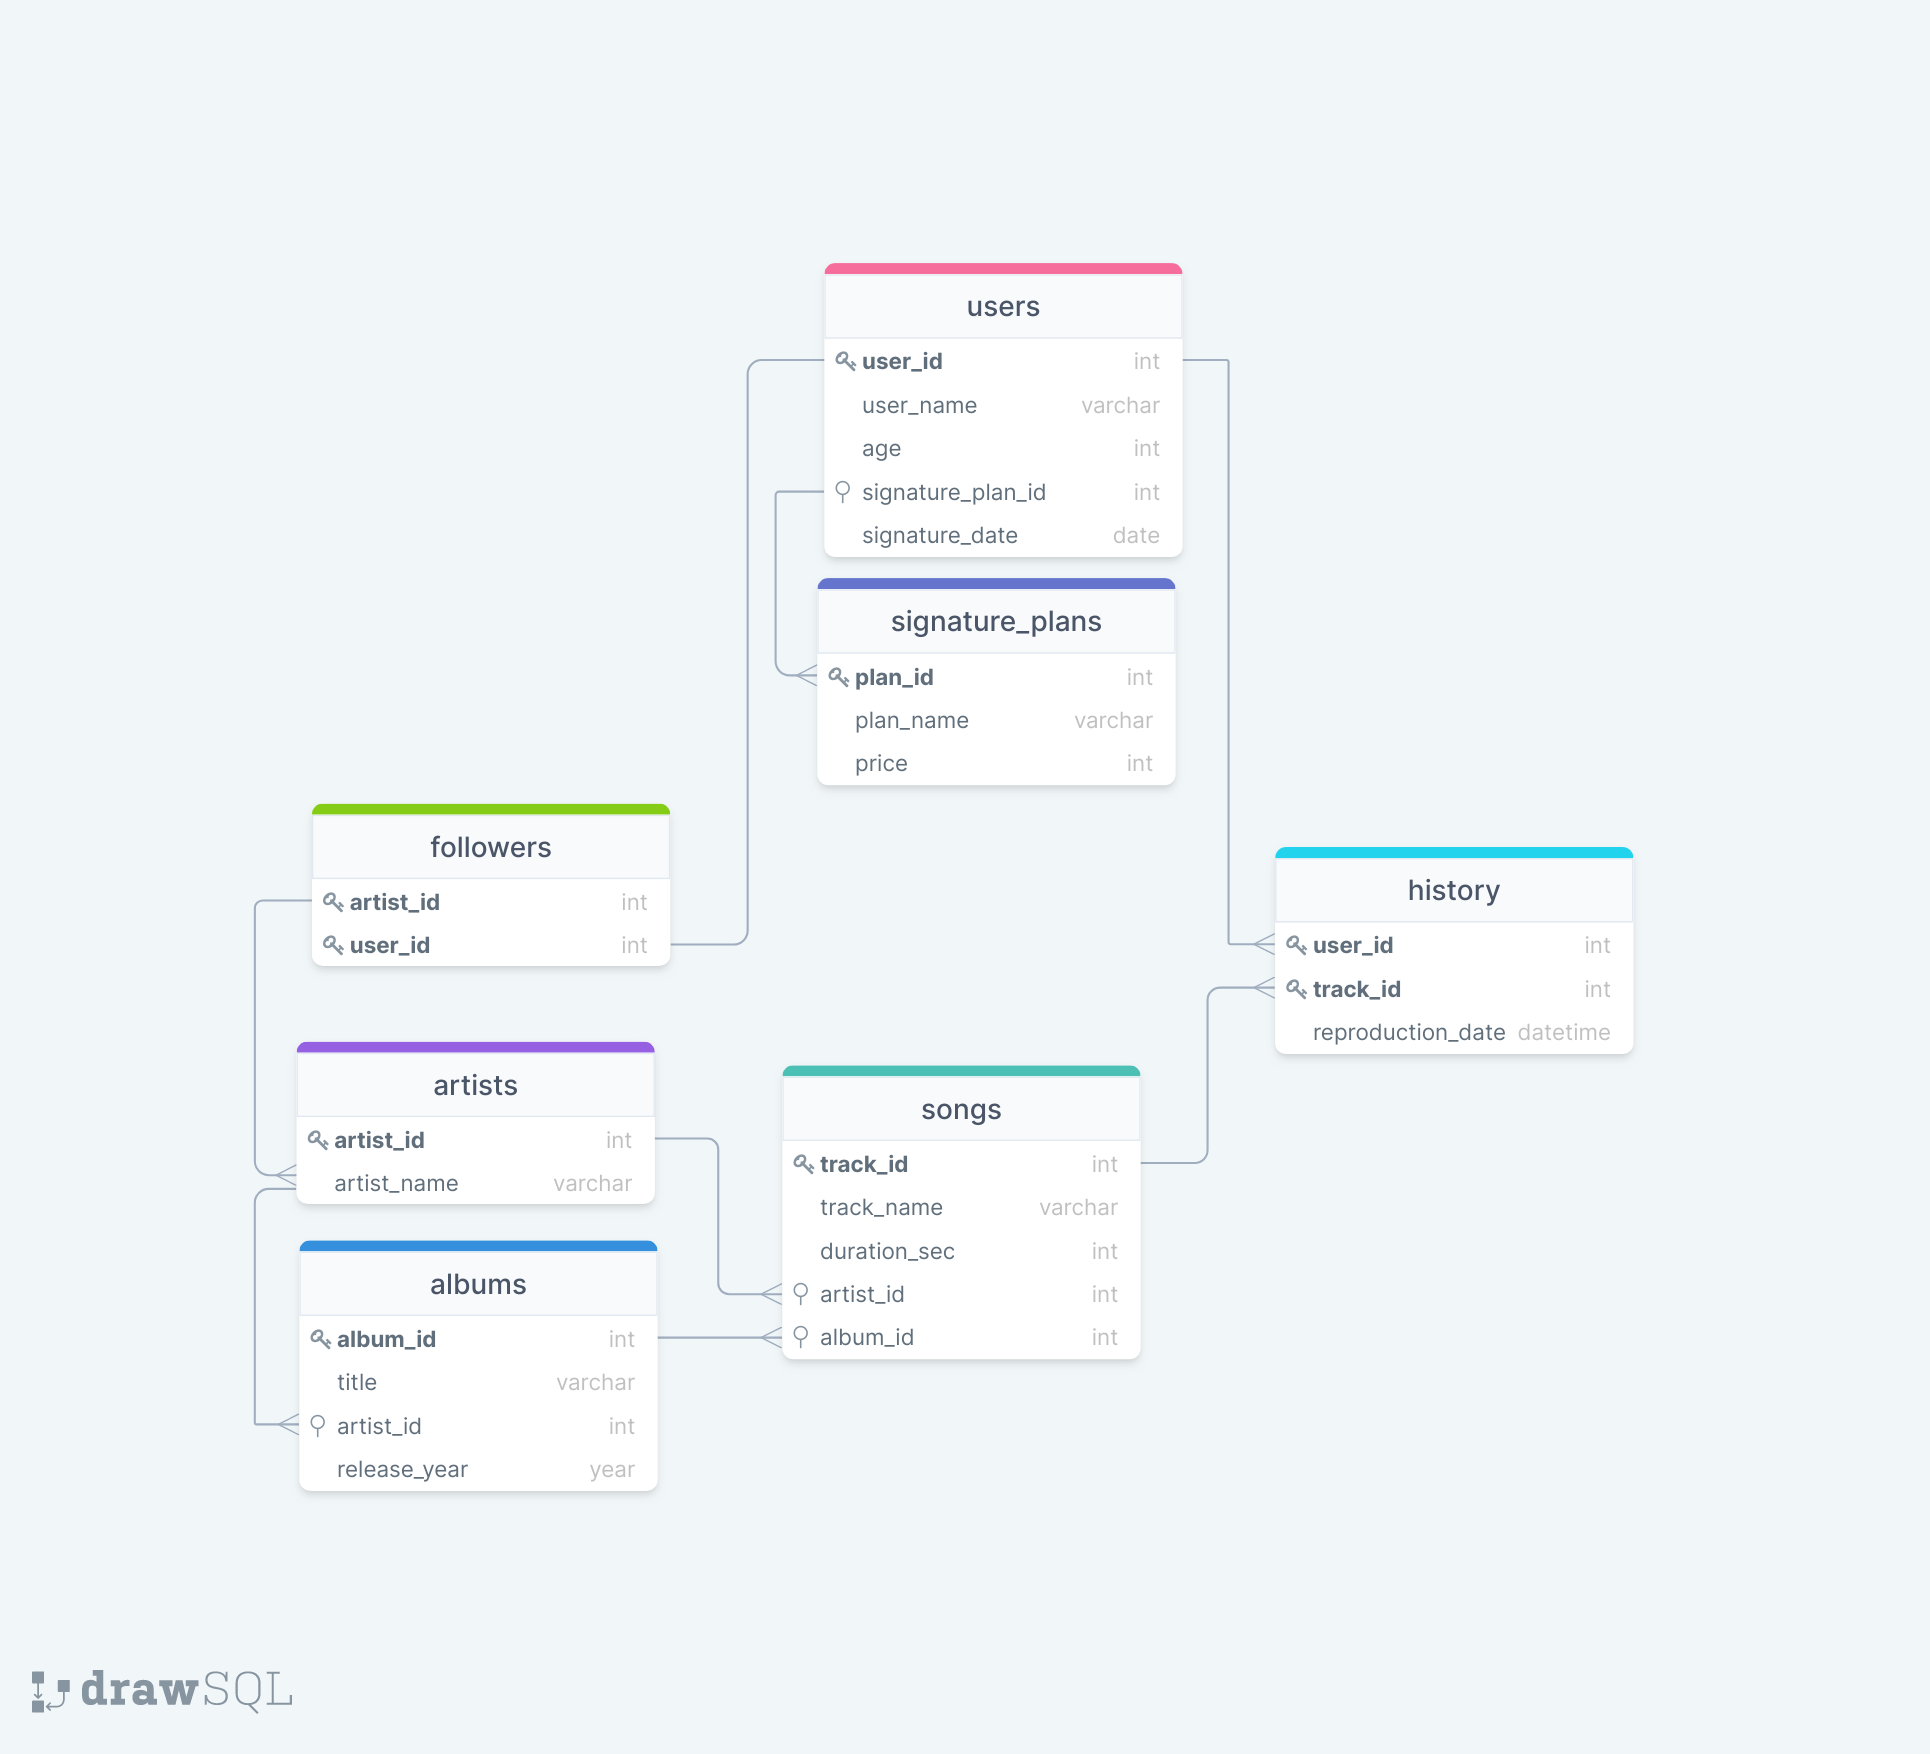 users
user_id int
user_name varchar
age int
signature_plan_id int
signature_date date
signature_plans
plan_id int
plan_name varchar
price int
followers
artist_id int
user_id int
history
user_id int
track_id int
reproduction_date datetime
artists
artist_id int
artist_name varchar
songs
track_id int
track_name varchar
duration_sec int
artist_id int
album_id int
albums
album_id int
title varchar
artist_id int
release_year year
drawSQL